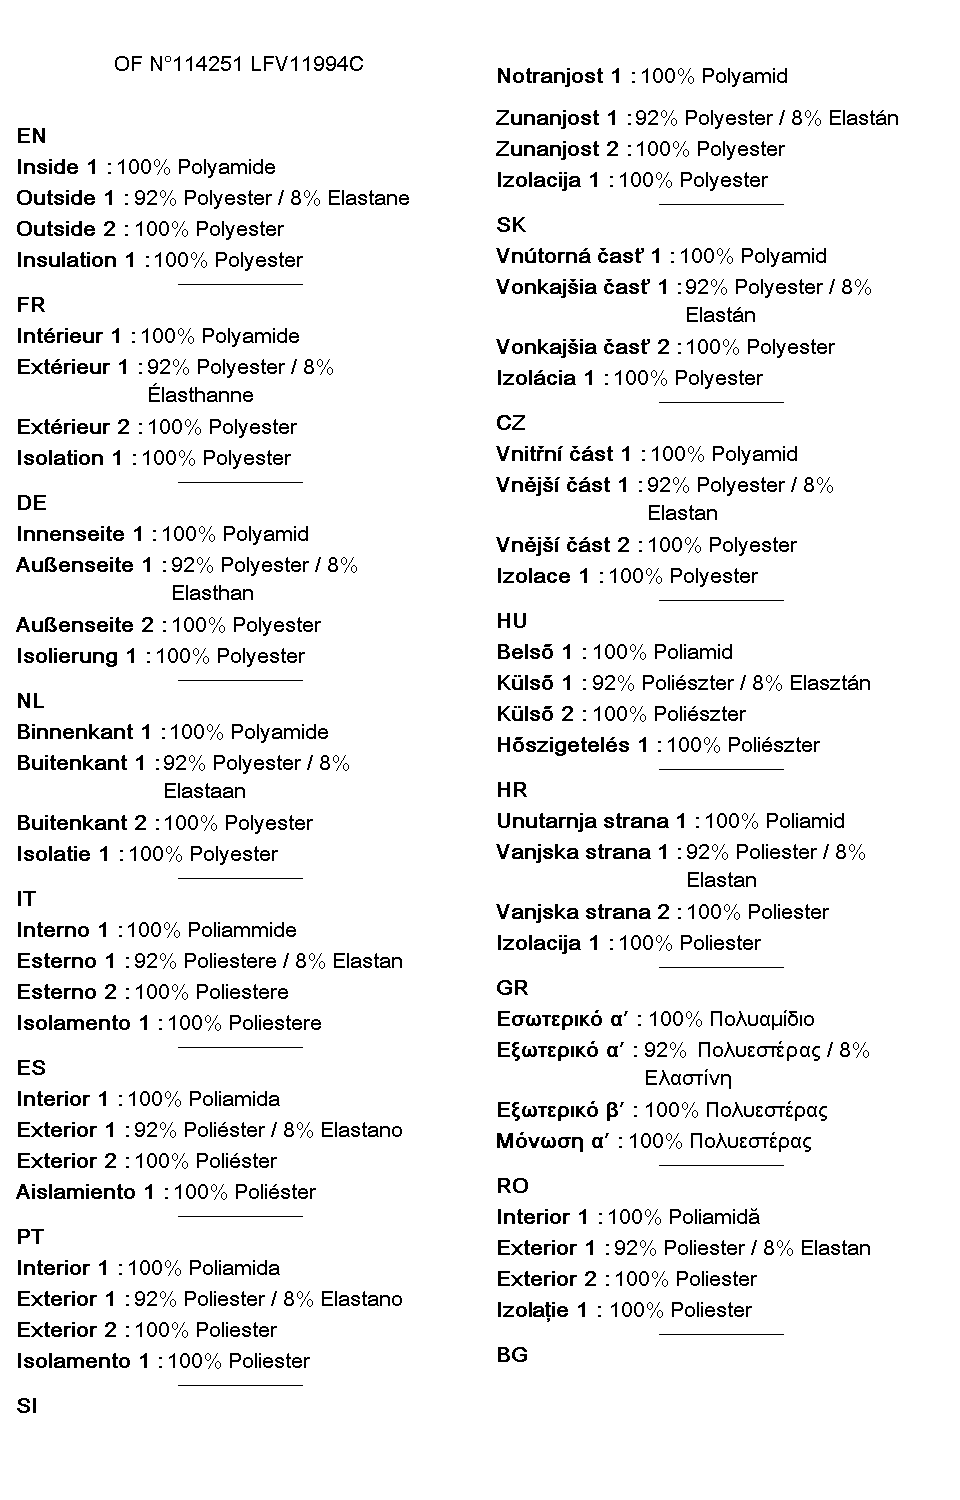 OF N°114251 LFV11994C
EN
Inside 1 : 100% Polyamide
Outside 1 : 92% Polyester / 8% Elastane
Outside 2 : 100% Polyester
Insulation 1 : 100% Polyester
FR
Intérieur 1 : 100% Polyamide
Extérieur 1 : 92% Polyester / 8%
Élasthanne
Extérieur 2 : 100% Polyester
Isolation 1 : 100% Polyester
DE
Innenseite 1 : 100% Polyamid
Außenseite 1 : 92% Polyester / 8%
Elasthan
Außenseite 2 : 100% Polyester
Isolierung 1 : 100% Polyester
NL
Binnenkant 1 : 100% Polyamide
Buitenkant 1 : 92% Polyester / 8%
Elastaan
Buitenkant 2 : 100% Polyester
Isolatie 1 : 100% Polyester
IT
Interno 1 : 100% Poliammide
Esterno 1 : 92% Poliestere / 8% Elastan
Esterno 2 : 100% Poliestere
Isolamento 1 : 100% Poliestere
ES
Interior 1 : 100% Poliamida
Exterior 1 : 92% Poliéster / 8% Elastano
Exterior 2 : 100% Poliéster
Aislamiento 1 : 100% Poliéster
PT
Interior 1 : 100% Poliamida
Exterior 1 : 92% Poliester / 8% Elastano
Exterior 2 : 100% Poliester
Isolamento 1 : 100% Poliester
SI
Notranjost 1 : 100% Polyamid
Zunanjost 1 : 92% Polyester / 8% Elastán
Zunanjost 2 : 100% Polyester
Izolacija 1 : 100% Polyester
SK
Vnútorná časť 1 : 100% Polyamid
Vonkajšia časť 1 : 92% Polyester / 8%
Elastán
Vonkajšia časť 2 : 100% Polyester
Izolácia 1 : 100% Polyester
CZ
Vnitřní část 1 : 100% Polyamid
Vnější část 1 : 92% Polyester / 8%
Elastan
Vnější část 2 : 100% Polyester
Izolace 1 : 100% Polyester
HU
Belsõ 1 : 100% Poliamid
Külsõ 1 : 92% Poliészter / 8% Elasztán
Külsõ 2 : 100% Poliészter
Hõszigetelés 1 : 100% Poliészter
HR
Unutarnja strana 1 : 100% Poliamid
Vanjska strana 1 : 92% Poliester / 8%
Elastan
Vanjska strana 2 : 100% Poliester
Izolacija 1 : 100% Poliester
GR
Εσωτερικό α′ : 100% Πολυαμίδιο
Εξωτερικό α′ : 92% Πολυεστέρας / 8%
Ελαστίνη
Εξωτερικό β′ : 100% Πολυεστέρας
Μόνωση α′ : 100% Πολυεστέρας
RO
Interior 1 : 100% Poliamidă
Exterior 1 : 92% Poliester / 8% Elastan
Exterior 2 : 100% Poliester
Izolație 1 : 100% Poliester
BG